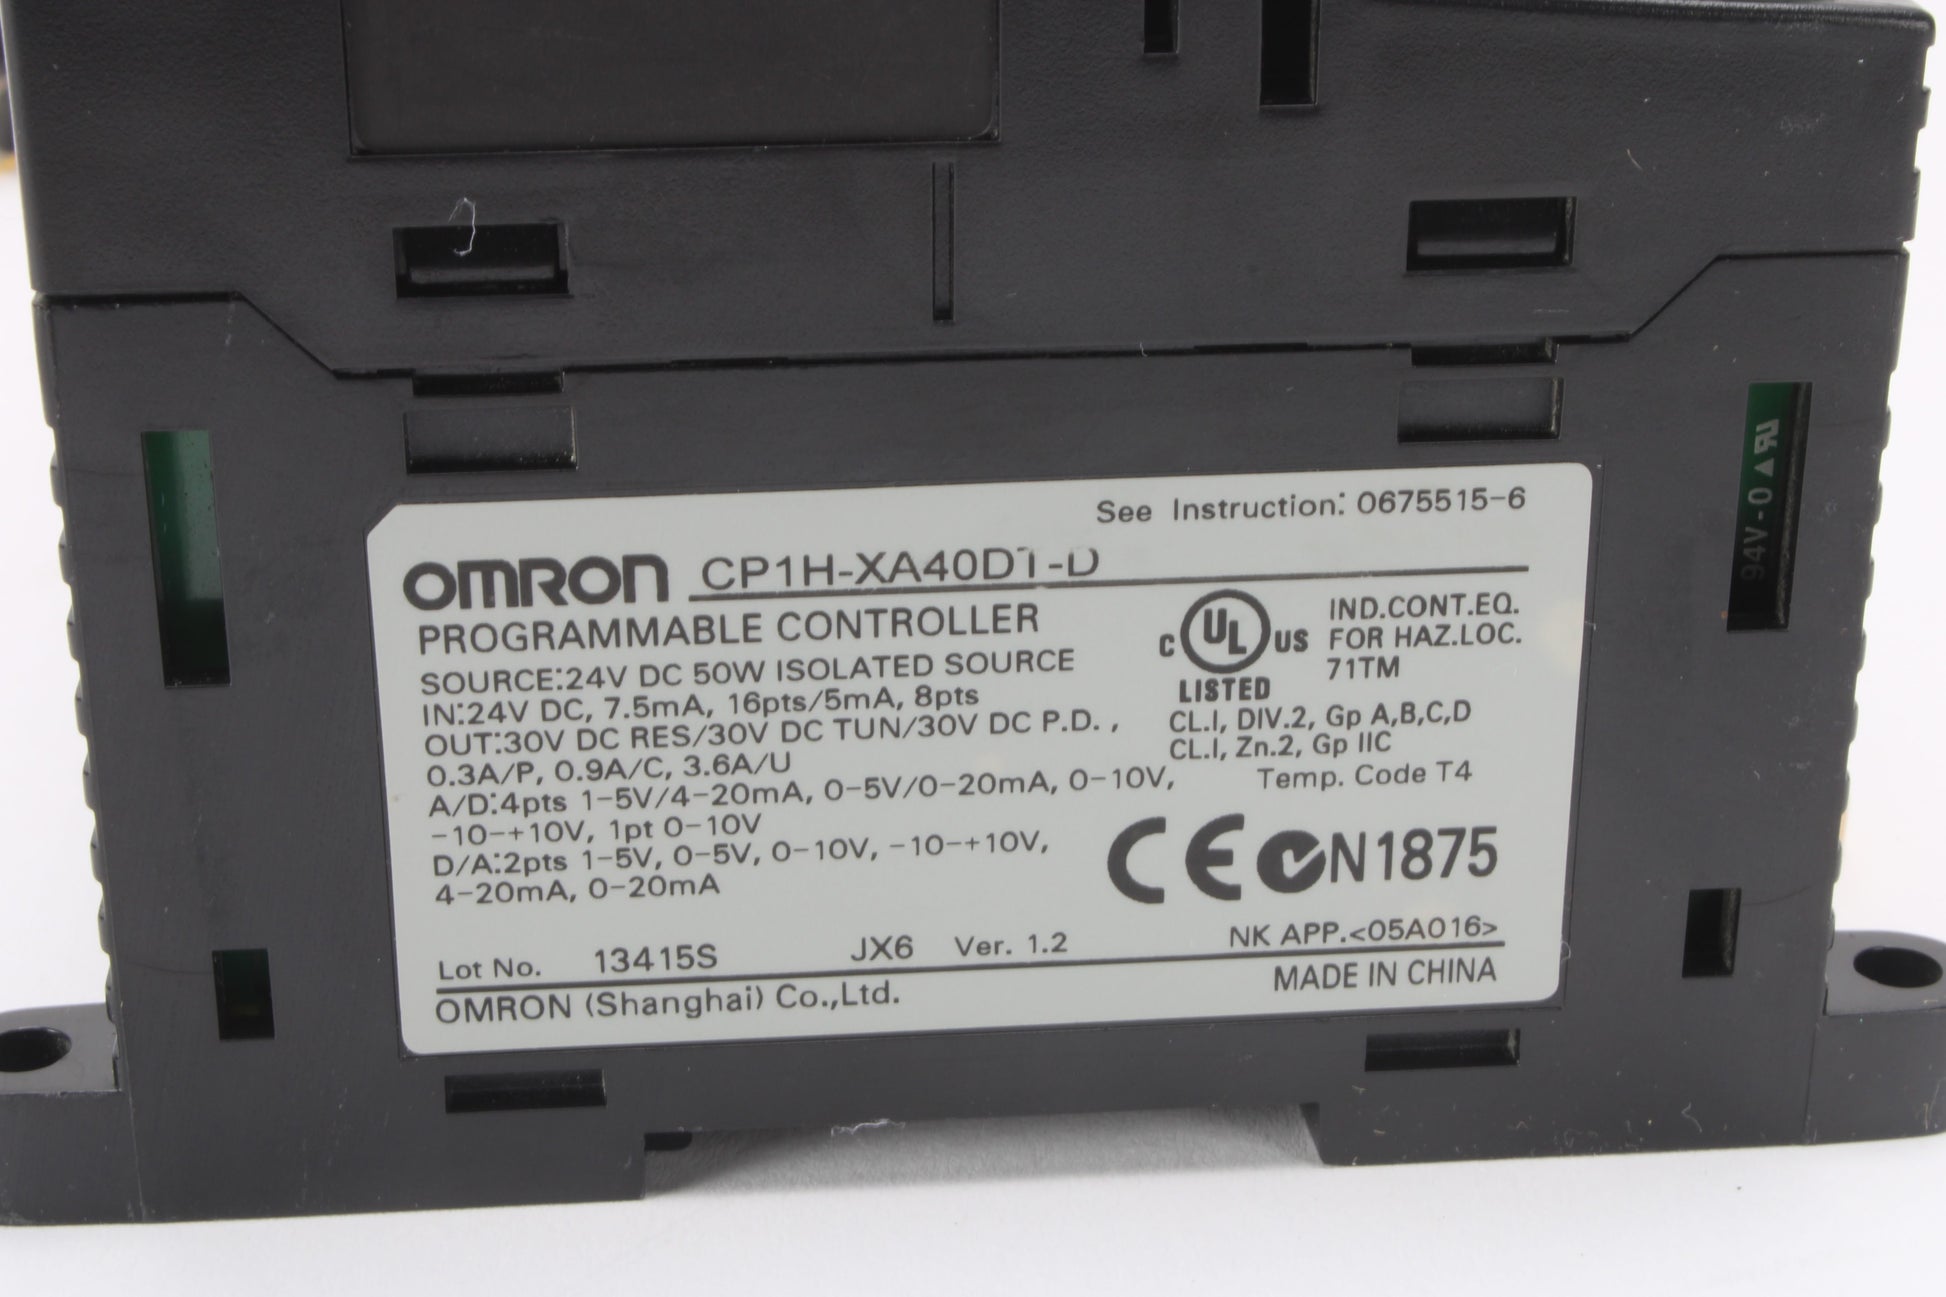 See Instruction: 0675515-6
OMRON CP1H-XA40DT-D
PROGRAMMABLE CONTROLLER
SOURCE:24V DC 50W ISOLATED SOURCE
IN:24V DC, 7.5mA, 16pts/5mA, 8pts
OUT:30V DC RES/30V DC TUN/30V DC P.D. ,
0.3A/P, 0.9A/C, 3.6A/U
A/D:4pts 1-5V/4-20mA, 0-5V/0-20mA, 0-10V,
-10-+10V, 1pt 0-10V
D/A:2pts 1-5V, 0-5V, 0-10V, -10-+10V,
4-20mA, 0-20mA
C UL US
LISTED
IND.CONT.EQ.
FOR HAZ.LOC.
71TM
CL.I, DIV.2, Gp A,B,C,D
CL.I, Zn.2, Gp IIC
Temp. Code T4
CE N1875
NK APP.<05A016>
Lot No. 13415S JX6 Ver. 1.2
OMRON (Shanghai) Co.,Ltd.
MADE IN CHINA
94V-0